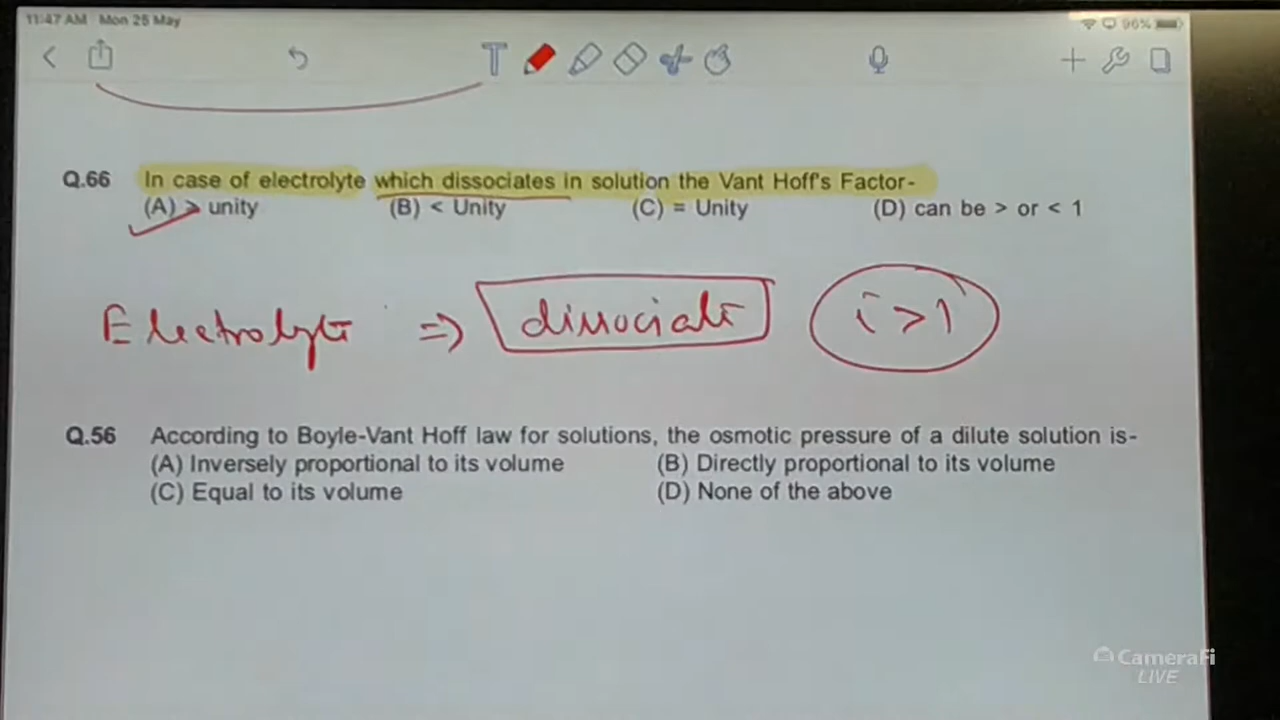 11:47 AM Mon 25 May
96%
T
Q.66 In case of electrolyte which dissociates in solution the Vant Hoff's Factor-
(A) > unity (B) < Unity (C) = Unity (D) can be > or < 1
Electrolyte ⇒ dissociate i > 1
Q.56 According to Boyle-Vant Hoff law for solutions, the osmotic pressure of a dilute solution is-
(A) Inversely proportional to its volume (B) Directly proportional to its volume
(C) Equal to its volume (D) None of the above
CameraFi
LIVE